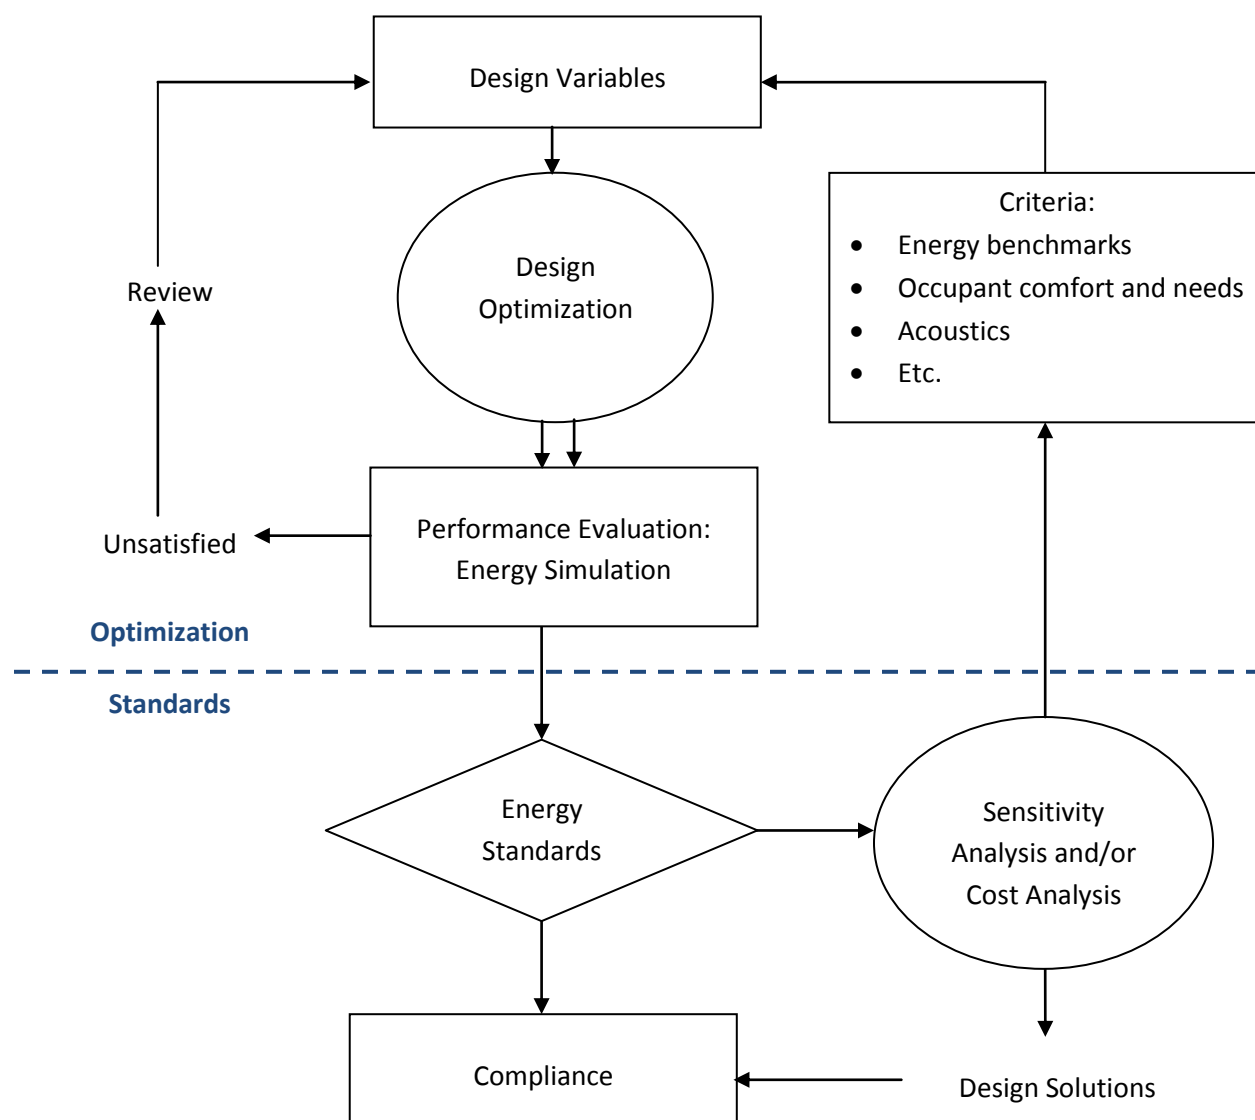 Design Variables
Criteria:
• Energy benchmarks
• Occupant comfort and needs
• Acoustics
• Etc.
Design
Optimization
Review
Performance Evaluation:
Energy Simulation
Unsatisfied
Optimization
Standards
Energy
Standards
Sensitivity
Analysis and/or
Cost Analysis
Compliance
Design Solutions